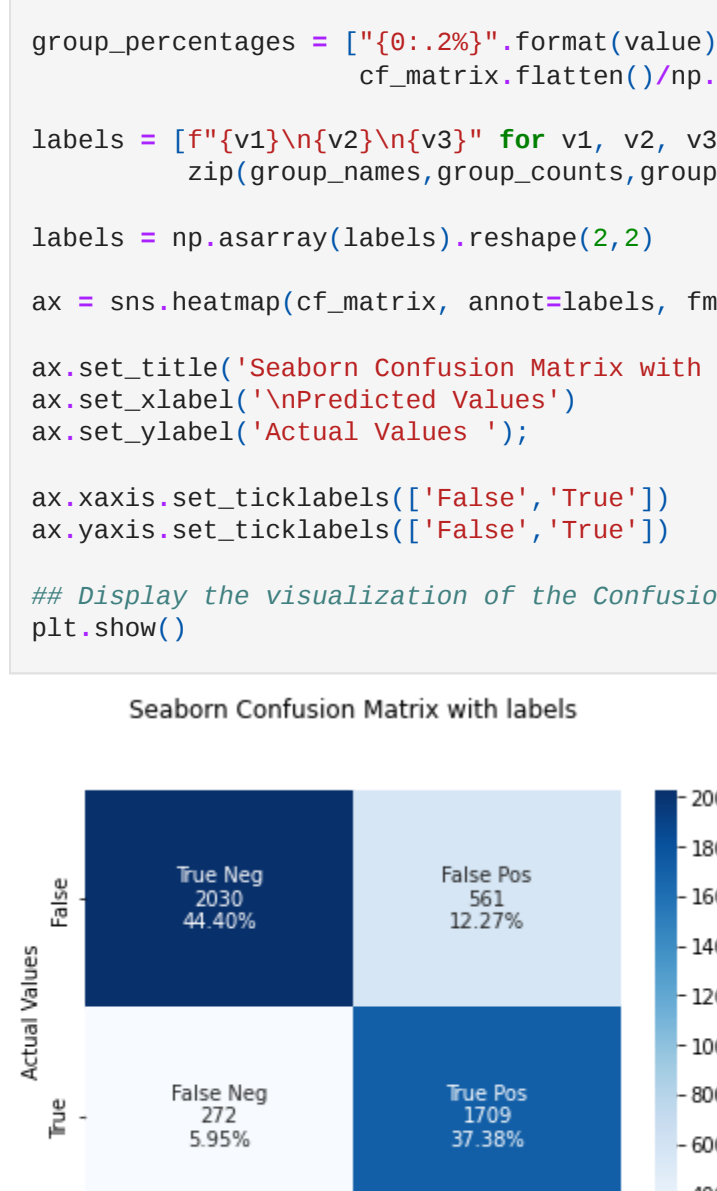 group_percentages = ["{0:.2%}".format(value)
cf_matrix.flatten()/np.
labels = [f"{v1}\n{v2}\n{v3}" for v1, v2, v3
zip(group_names,group_counts,group
labels = np.asarray(labels).reshape(2,2)
ax = sns.heatmap(cf_matrix, annot=labels, fm
ax.set_title('Seaborn Confusion Matrix with
ax.set_xlabel('\nPredicted Values')
ax.set_ylabel('Actual Values ');
ax.xaxis.set_ticklabels(['False','True'])
ax.yaxis.set_ticklabels(['False','True'])
## Display the visualization of the Confusio
plt.show()
Seaborn Confusion Matrix with labels
True Neg
2030
44.40%
False Pos
561
12.27%
False Neg
272
5.95%
True Pos
1709
37.38%
Actual Values
False
True